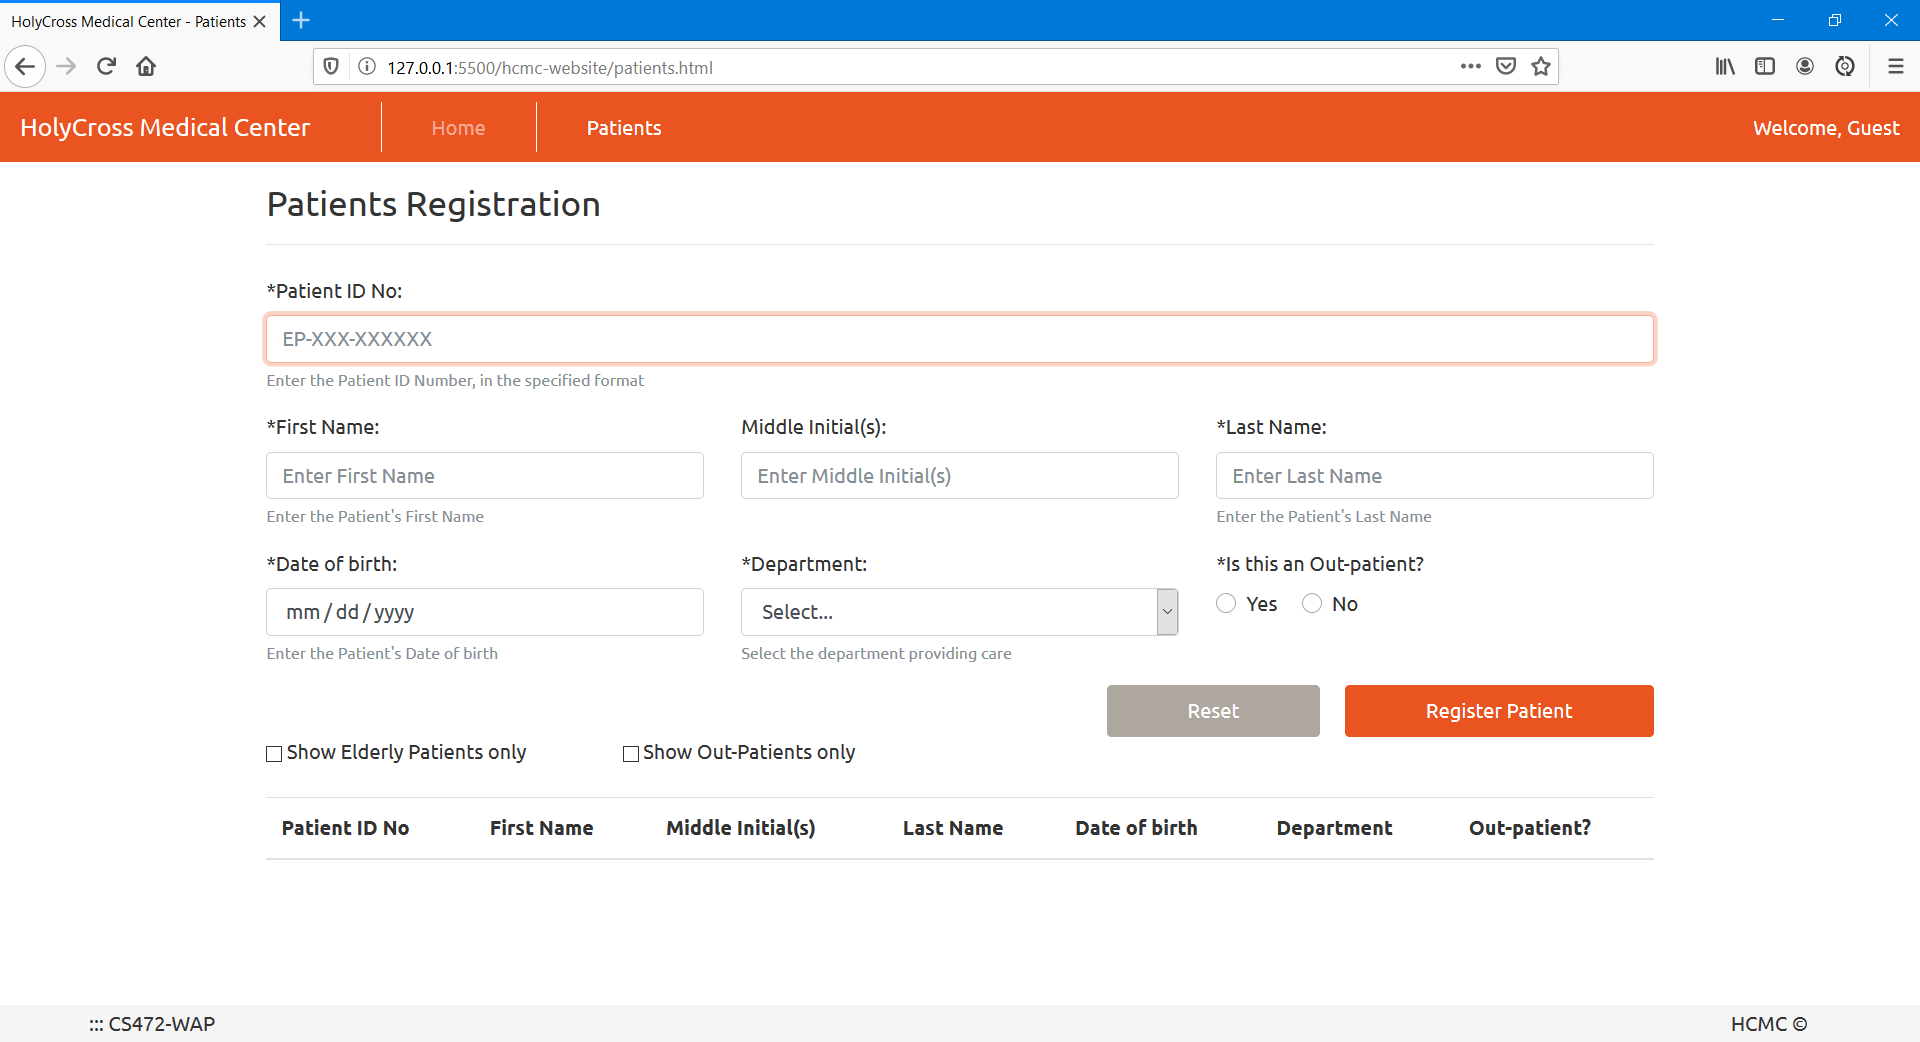 HolyCross Medical Center - Patients
127.0.0.1:5500/hcmc-website/patients.html
HolyCross Medical Center Home Patients Welcome, Guest
Patients Registration
*Patient ID No:
EP-XXX-XXXXXX
Enter the Patient ID Number, in the specified format
*First Name: Middle Initial(s): *Last Name:
Enter First Name Enter Middle Initial(s) Enter Last Name
Enter the Patient's First Name Enter the Patient's Last Name
*Date of birth: *Department: *Is this an Out-patient?
mm / dd / yyyy Select... Yes No
Enter the Patient's Date of birth Select the department providing care
Reset Register Patient
Show Elderly Patients only Show Out-Patients only
Patient ID No First Name Middle Initial(s) Last Name Date of birth Department Out-patient?
::: CS472-WAP HCMC ©